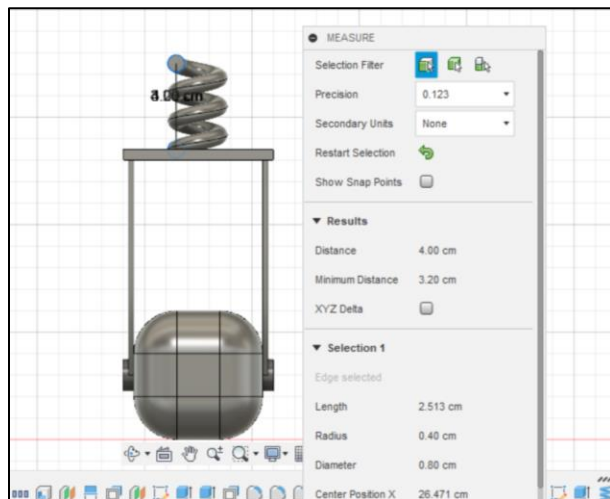 MEASURE
Selection Filter
Precision 0.123
Secondary Units None
Restart Selection
Show Snap Points
Results
Distance 4.00 cm
Minimum Distance 3.20 cm
XYZ Delta
Selection 1
Edge selected
Length 2.513 cm
Radius 0.40 cm
Diameter 0.80 cm
Center Position X 26.471 cm
cm